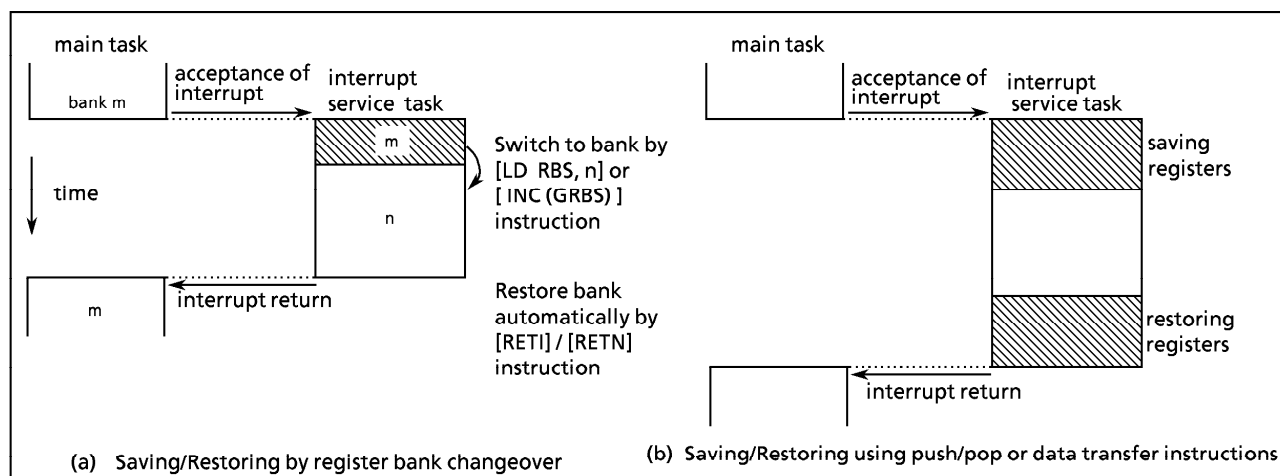 main task
bank m
acceptance of
interrupt
interrupt
service task
m
Switch to bank by
[LD RBS, n] or
[ INC (GRBS) ]
instruction
time
n
interrupt return
m
Restore bank
automatically by
[RETI] / [RETN]
instruction
(a) Saving/Restoring by register bank changeover
main task
acceptance of
interrupt
interrupt
service task
saving
registers
restoring
registers
interrupt return
(b) Saving/Restoring using push/pop or data transfer instructions